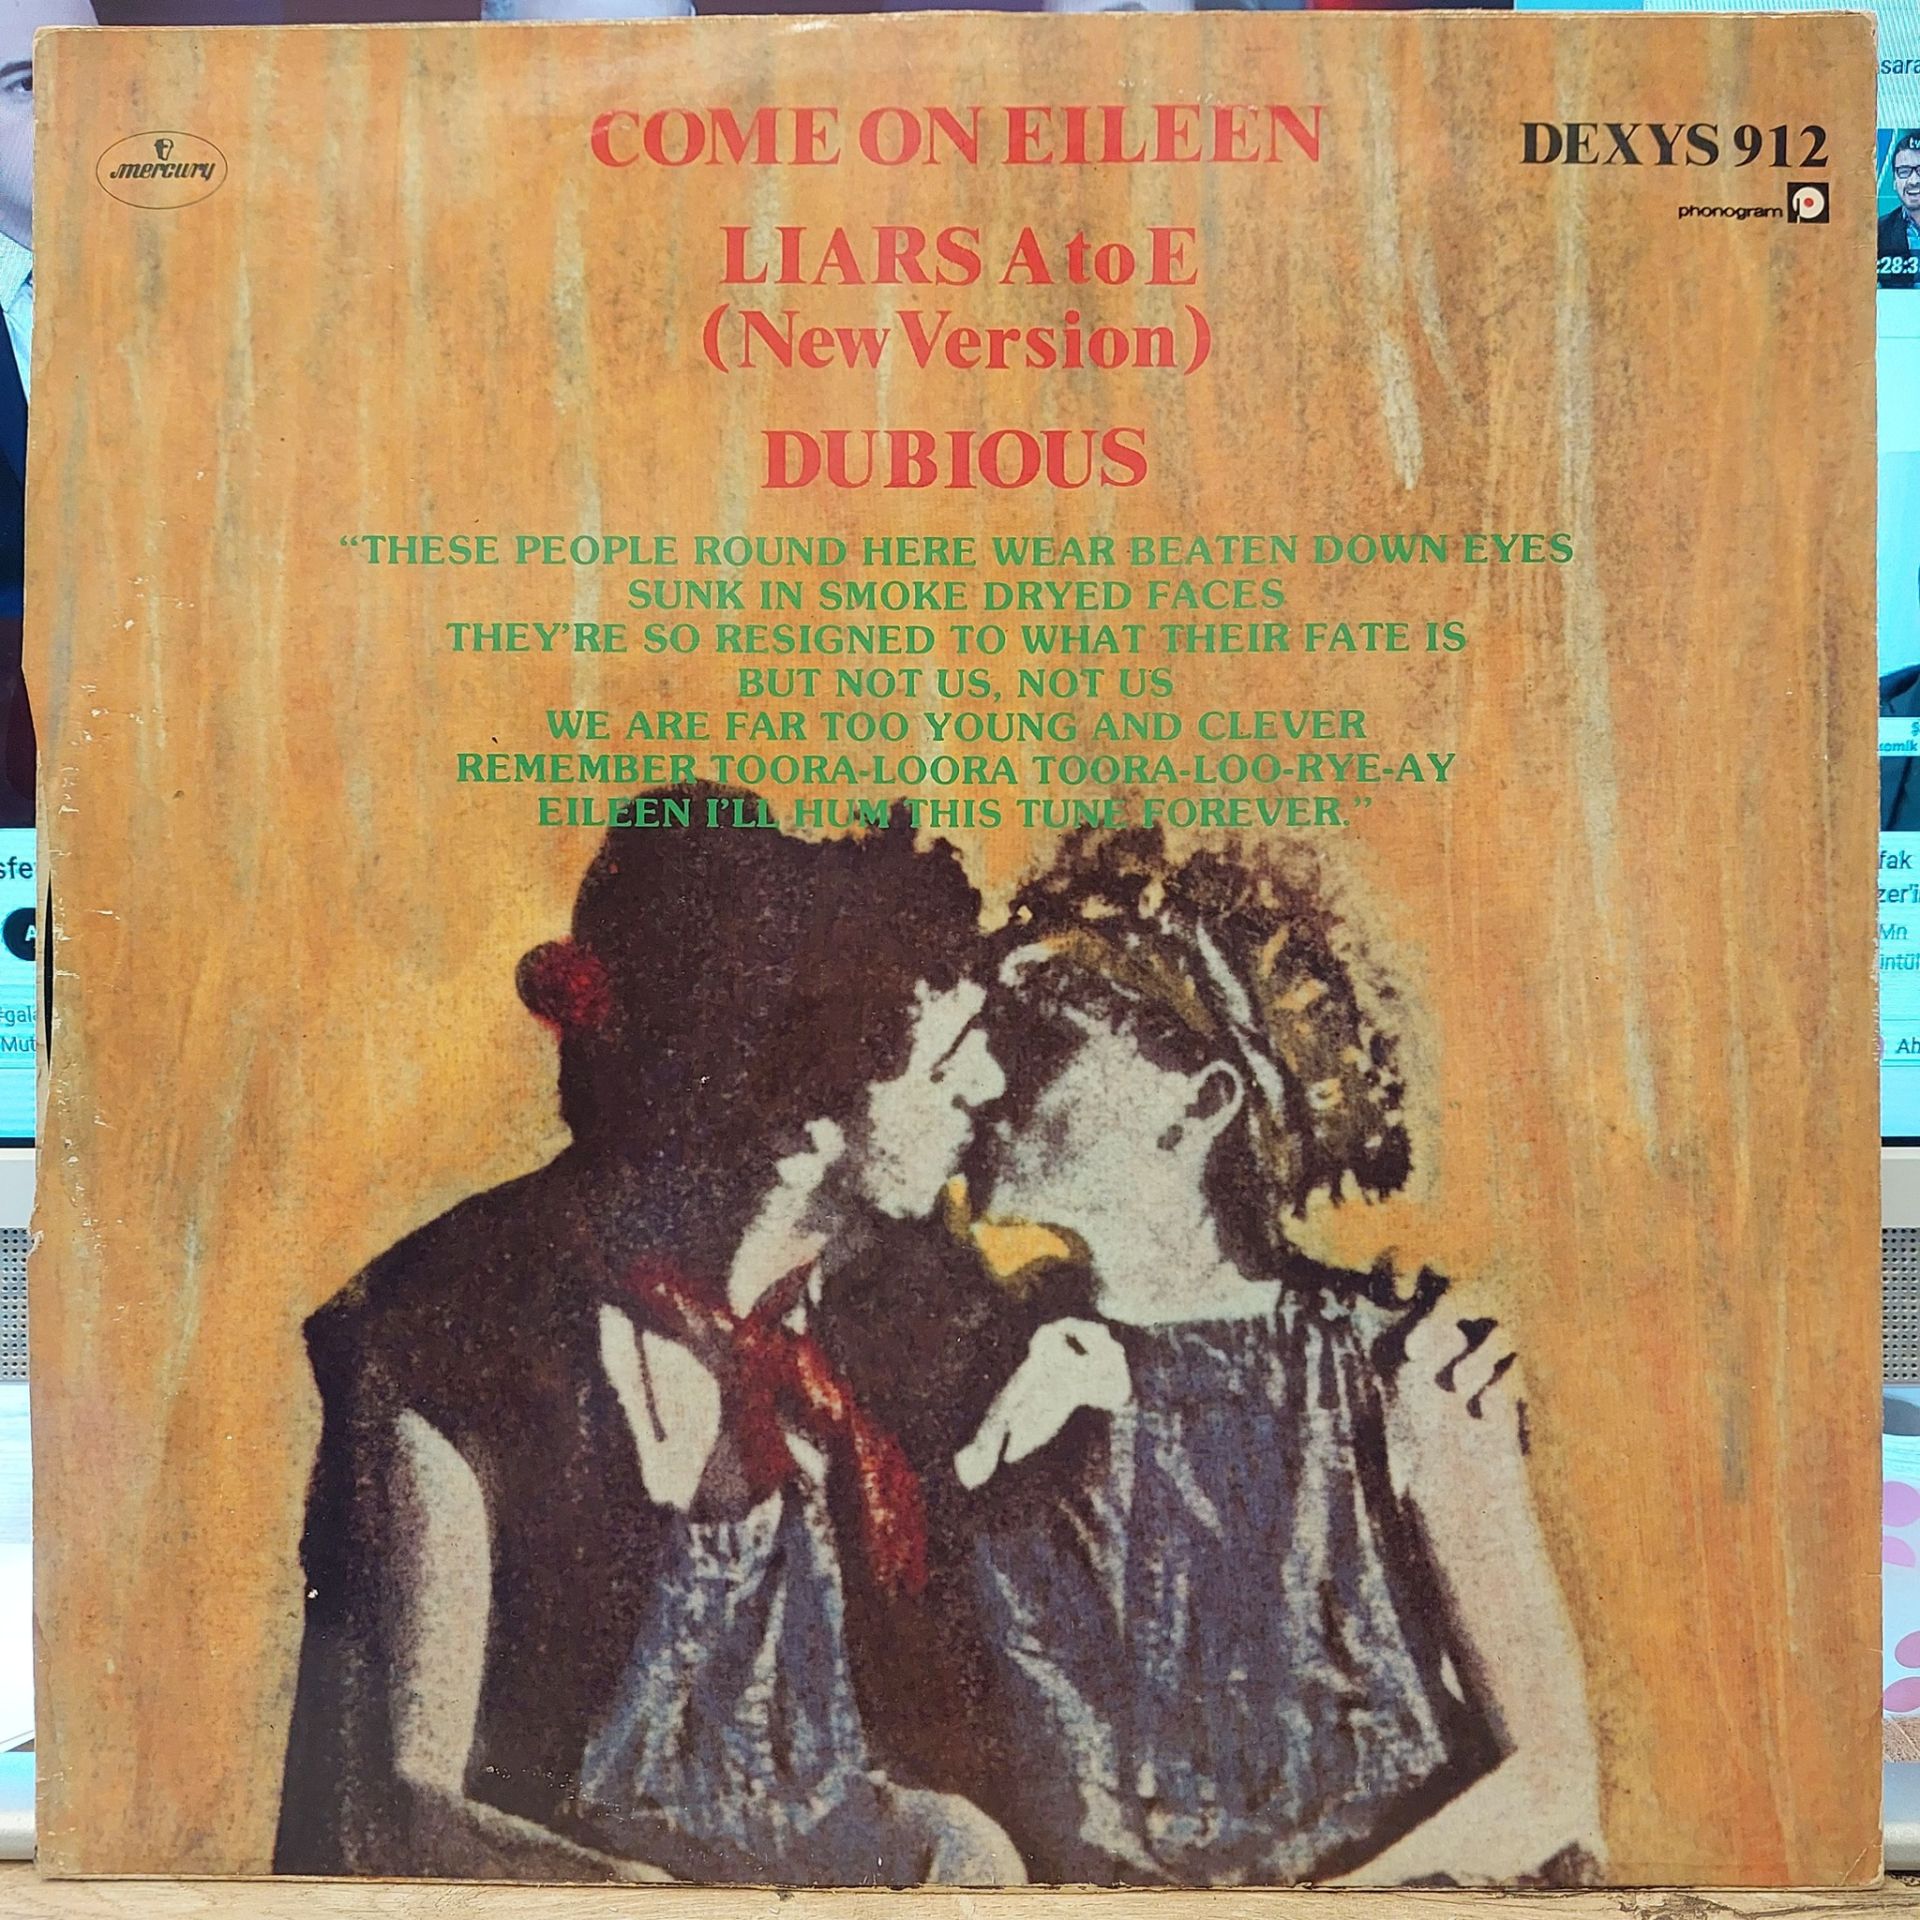 mercury
COME ON EILEEN
DEXYS 912
phonogram
LIARS A to E
(New Version)
DUBIOUS
“THESE PEOPLE ROUND HERE WEAR BEATEN DOWN EYES
SUNK IN SMOKE DRYED FACES
THEY’RE SO RESIGNED TO WHAT THEIR FATE IS
BUT NOT US, NOT US
WE ARE FAR TOO YOUNG AND CLEVER
REMEMBER TOORA-LOORA TOORA-LOO-RYE-AY
EILEEN I’LL HUM THIS TUNE FOREVER.”